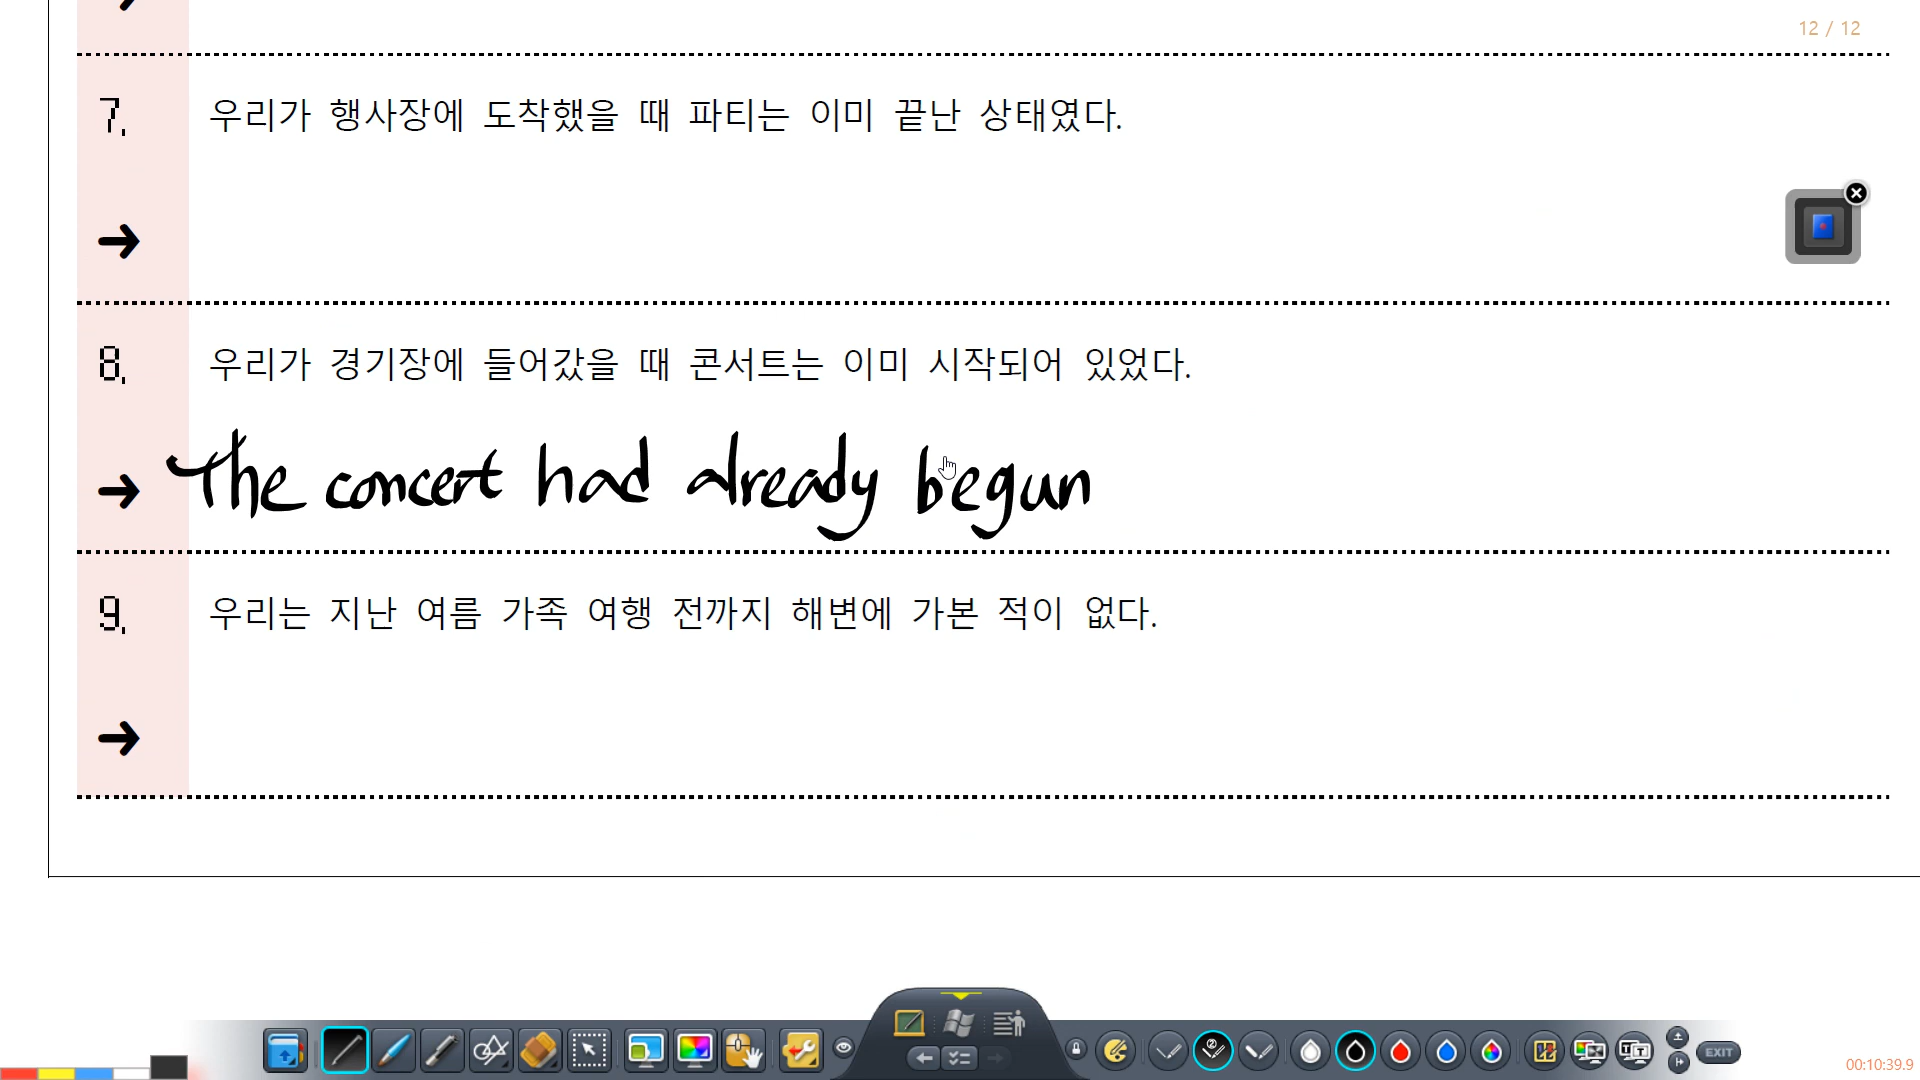 12 / 12
7. 우리가 행사장에 도착했을 때 파티는 이미 끝난 상태였다.
➜
8. 우리가 경기장에 들어갔을 때 콘서트는 이미 시작되어 있었다.
➜ The concert had already begun
9. 우리는 지난 여름 가족 여행 전까지 해변에 가본 적이 없다.
➜
EXIT
00:10:39.9